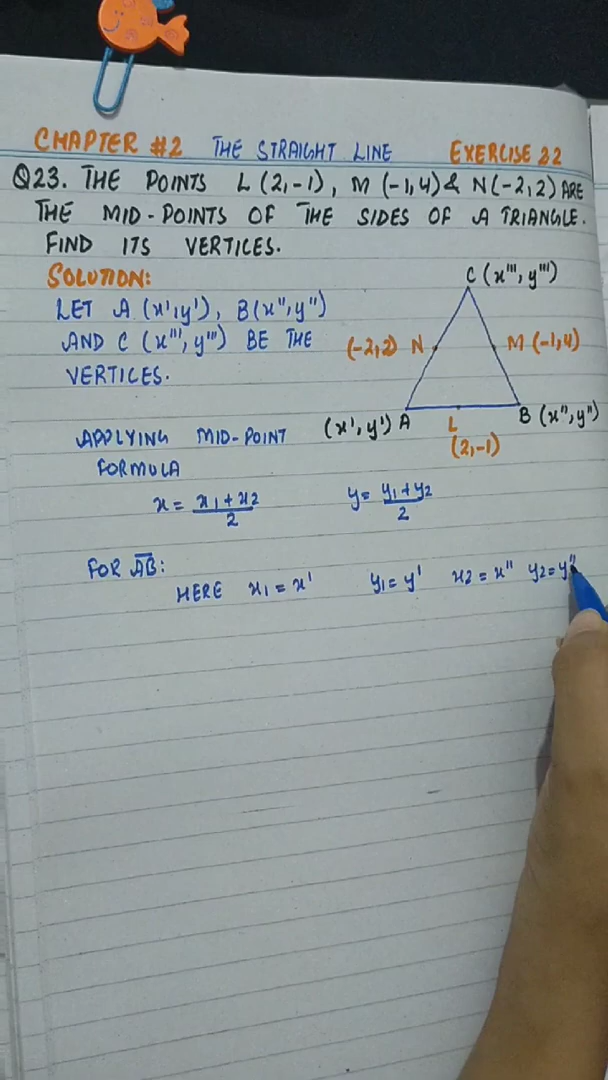 CHAPTER #2 THE STRAIGHT LINE EXERCISE 2.2
Q23. THE POINTS L (2,-1), M (-1,4) & N(-2,2) ARE
THE MID-POINTS OF THE SIDES OF A TRIANGLE.
FIND ITS VERTICES.
SOLUTION:
LET A (x',y'), B(x'',y'')
AND C (x''',y''') BE THE
VERTICES.
C (x''',y''')
(-2,2) N
M (-1,4)
(x',y') A
L
(2,-1)
B (x'',y'')
APPLYING MID-POINT
FORMULA
x = x1 + x2 / 2 y = y1 + y2 / 2
FOR AB:
HERE x1 = x' y1 = y' x2 = x'' y2 = y''